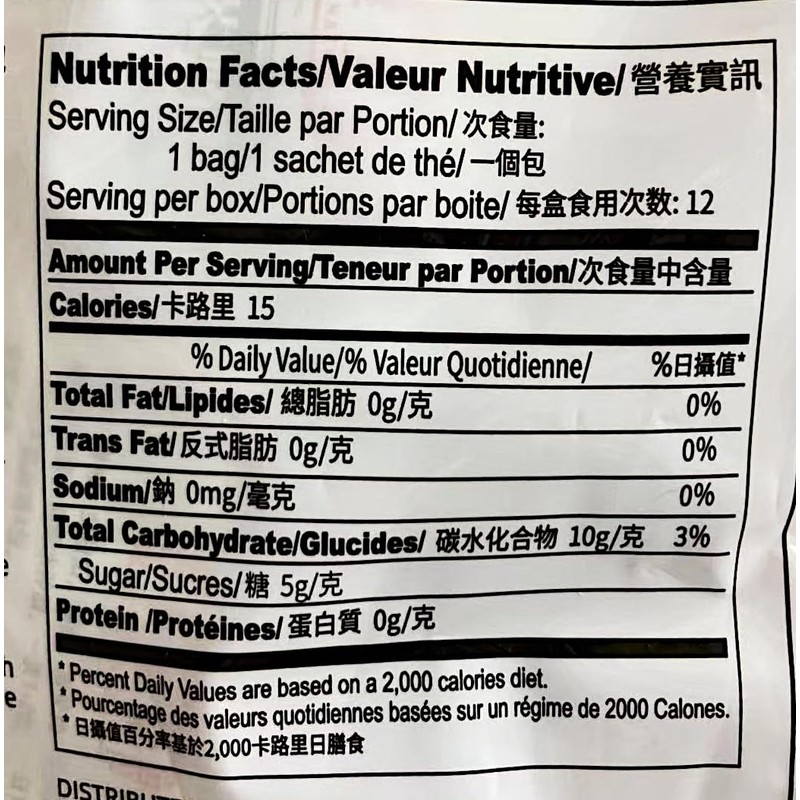 Nutrition Facts/Valeur Nutritive/營養實訊
Serving Size/Taille par Portion/次食量:
1 bag/1 sachet de thé/一個包
Serving per box/Portions par boite/每盒食用次数: 12
Amount Per Serving/Teneur par Portion/次食量中含量
Calories/卡路里 15
% Daily Value/% Valeur Quotidienne/ %日攝值*
Total Fat/Lipides/ 總脂肪 0g/克 0%
Trans Fat/反式脂肪 0g/克 0%
Sodium/鈉 0mg/毫克 0%
Total Carbohydrate/Glucides/ 碳水化合物 10g/克 3%
Sugar/Sucres/糖 5g/克
Protein /Protéines/蛋白質 0g/克
* Percent Daily Values are based on a 2,000 calories diet.
* Pourcentage des valeurs quotidiennes basées sur un régime de 2000 Calones.
* 日攝值百分率基於2,000卡路里日膳食